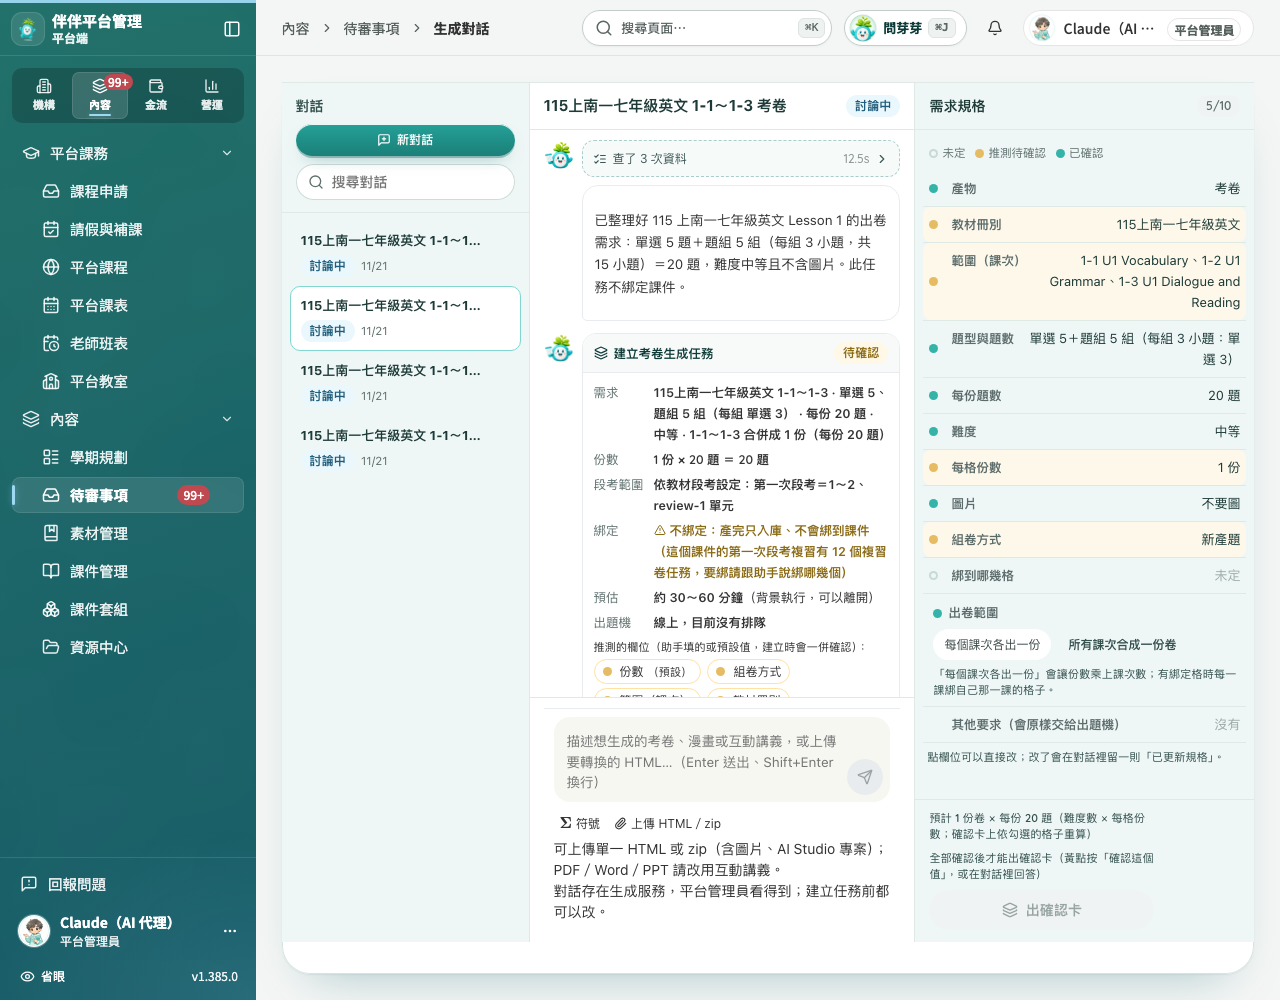 伴伴平台管理
平台端
機構
內容
99+
金流
營運
平台課務
課程申請
請假與補課
平台課程
平台課表
老師班表
平台教室
內容
學期規劃
待審事項
99+
素材管理
課件管理
課件套組
資源中心
回報問題
Claude（AI 代理）
平台管理員
省眼
v1.385.0
內容
待審事項
生成對話
搜尋頁面⋯
⌘K
問芽芽
⌘J
Claude（AI ⋯
平台管理員
對話
新對話
搜尋對話
115上南一七年級英文 1-1～1...
討論中 11/21
115上南一七年級英文 1-1～1...
討論中 11/21
115上南一七年級英文 1-1～1...
討論中 11/21
115上南一七年級英文 1-1～1...
討論中 11/21
115上南一七年級英文 1-1～1-3 考卷
討論中
查了 3 次資料
12.5s
已整理好 115 上南一七年級英文 Lesson 1 的出卷
需求：單選 5 題＋題組 5 組（每組 3 小題，共
15 小題）＝20 題，難度中等且不含圖片。此任
務不綁定課件。
建立考卷生成任務
待確認
需求
115上南一七年級英文 1-1～1-3 · 單選 5、
題組 5 組（每組 單選 3） · 每份 20 題 ·
中等 · 1-1～1-3 合併成 1 份（每份 20 題）
份數
1 份 × 20 題 ＝ 20 題
段考範圍
依教材段考設定：第一次段考＝1～2、
review-1 單元
綁定
不綁定：產完只入庫、不會綁到課件
（這個課件的第一次段考複習有 12 個複習
卷任務，要綁請跟助手說綁哪幾個）
預估
約 30～60 分鐘（背景執行，可以離開）
出題機
線上，目前沒有排隊
推測的欄位（助手填的或預設值，建立時會一併確認）：
份數 （預設）
組卷方式
描述想生成的考卷、漫畫或互動講義，或上傳
要轉換的 HTML…（Enter 送出、Shift+Enter
換行）
符號
上傳 HTML / zip
可上傳單一 HTML 或 zip（含圖片、AI Studio 專案）；
PDF / Word / PPT 請改用互動講義。
對話存在生成服務，平台管理員看得到；建立任務前都
可以改。
需求規格
5/10
未定
推測待確認
已確認
產物
考卷
教材冊別
115上南一七年級英文
範圍（課次）
1-1 U1 Vocabulary、1-2 U1
Grammar、1-3 U1 Dialogue and
Reading
題型與題數
單選 5＋題組 5 組（每組 3 小題：單
選 3）
每份題數
20 題
難度
中等
每格份數
1 份
圖片
不要圖
組卷方式
新產題
綁到哪幾格
未定
出卷範圍
每個課次各出一份
所有課次合成一份卷
「每個課次各出一份」會讓份數乘上課次數；有綁定格時每一
課綁自己那一課的格子。
其他要求（會原樣交給出題機）
沒有
點欄位可以直接改；改了會在對話裡留一則「已更新規格」。
預計 1 份卷 × 每份 20 題（難度數 × 每格份
數；確認卡上依勾選的格子重算）
全部確認後才能出確認卡（黃點按「確認這個
值」，或在對話裡回答）
出確認卡